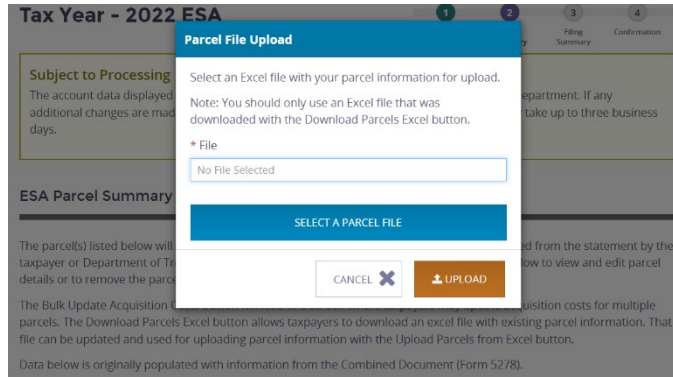 Tax Year - 2022 ESA
1
2
3
4
Filing
Summary
Confirmation
Parcel File Upload
Select an Excel file with your parcel information for upload.
Note: You should only use an Excel file that was
downloaded with the Download Parcels Excel button.
* File
No File Selected
SELECT A PARCEL FILE
CANCEL
UPLOAD
Subject to Processing
The account data displayed
additional changes are mad
days.
epartment. If any
take up to three business
ESA Parcel Summary
The parcel(s) listed below will
ed from the statement by the
taxpayer or Department of Tr
low to view and edit parcel
details or to remove the parce
The Bulk Update Acquisition
quisition costs for multiple
parcels. The Download Parcels Excel button allows taxpayers to download an excel file with existing parcel information. That
file can be updated and used for uploading parcel information with the Upload Parcels from Excel button.
Data below is originally populated with information from the Combined Document (Form 5278).